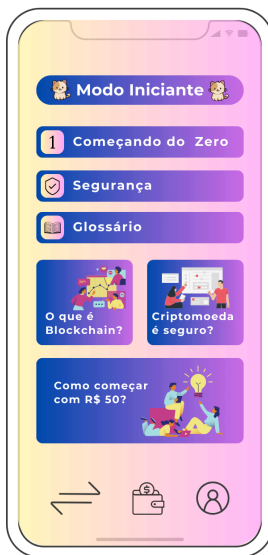 Modo Iniciante
1 Começando do Zero
Segurança
Glossário
O que é
Blockchain?
Criptomoeda
é seguro?
Como começar
com R$ 50?
$